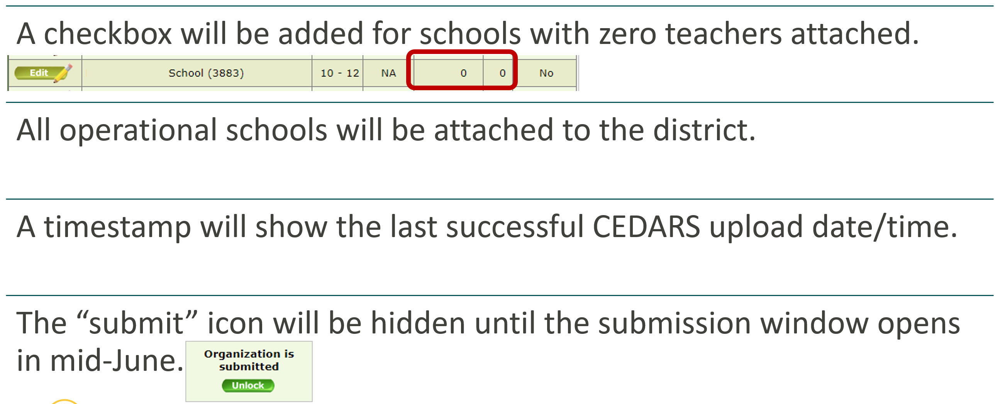 A checkbox will be added for schools with zero teachers attached.
Edit School (3883) 10 - 12 NA 0 0 No
All operational schools will be attached to the district.
A timestamp will show the last successful CEDARS upload date/time.
The “submit” icon will be hidden until the submission window opens
in mid-June.
Organization is
submitted
Unlock